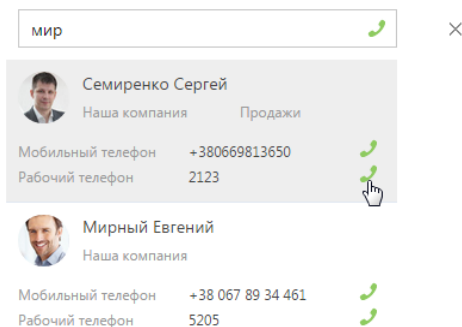 мир
Семиренко Сергей
Наша компания Продажи
Мобильный телефон +380669813650
Рабочий телефон 2123
Мирный Евгений
Наша компания
Мобильный телефон +38 067 89 34 461
Рабочий телефон 5205